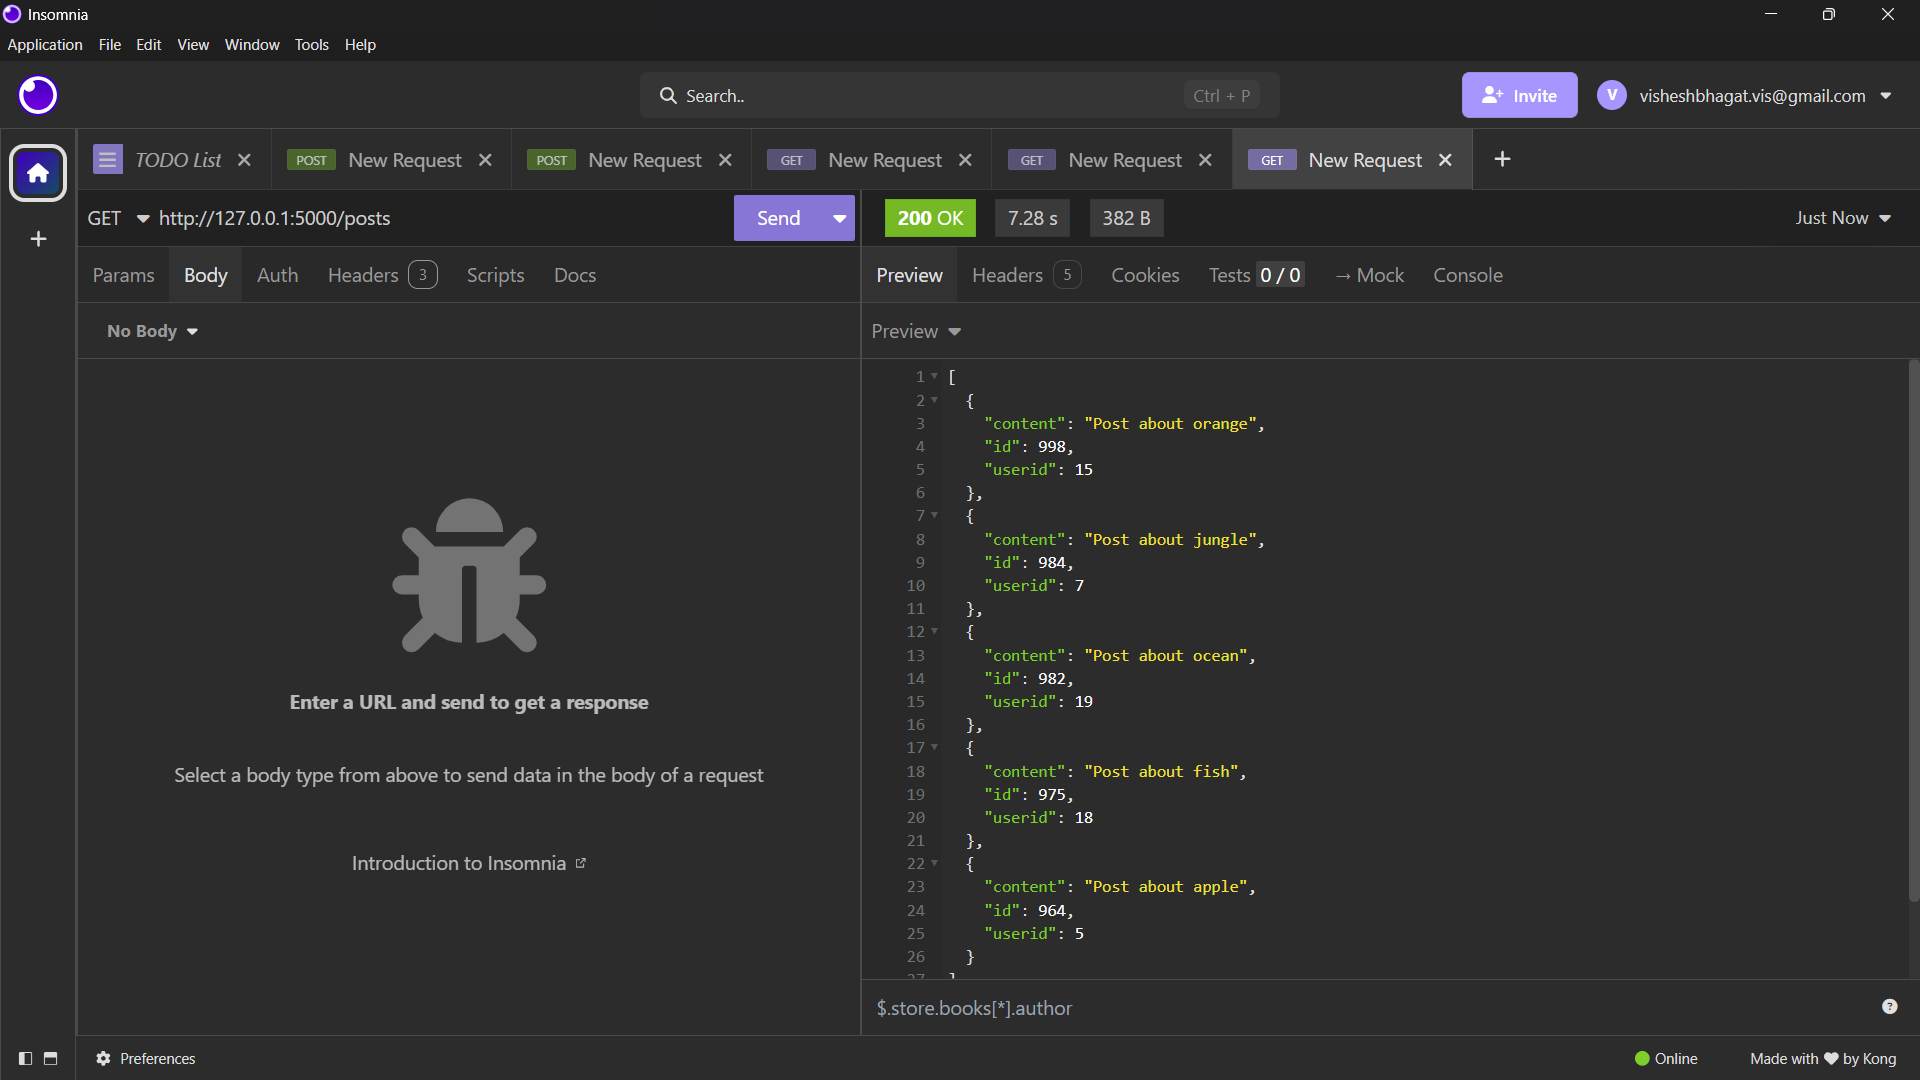 Insomnia
Application File Edit View Window Tools Help
Search.. Ctrl + P Invite V visheshbhagat.vis@gmail.com
TODO List POST New Request POST New Request GET New Request GET New Request GET New Request
GET http://127.0.0.1:5000/posts Send 200 OK 7.28 s 382 B Just Now
Params Body Auth Headers 3 Scripts Docs Preview Headers 5 Cookies Tests 0 / 0 → Mock Console
No Body Preview
1 [
2 {
3 "content": "Post about orange",
4 "id": 998,
5 "userid": 15
6 },
7 {
8 "content": "Post about jungle",
9 "id": 984,
10 "userid": 7
11 },
12 {
13 "content": "Post about ocean",
14 "id": 982,
15 "userid": 19
16 },
17 {
18 "content": "Post about fish",
19 "id": 975,
20 "userid": 18
21 },
22 {
23 "content": "Post about apple",
24 "id": 964,
25 "userid": 5
26 }
27 ]
Enter a URL and send to get a response
Select a body type from above to send data in the body of a request
Introduction to Insomnia
$.store.books[*].author
Preferences Online Made with ❤ by Kong